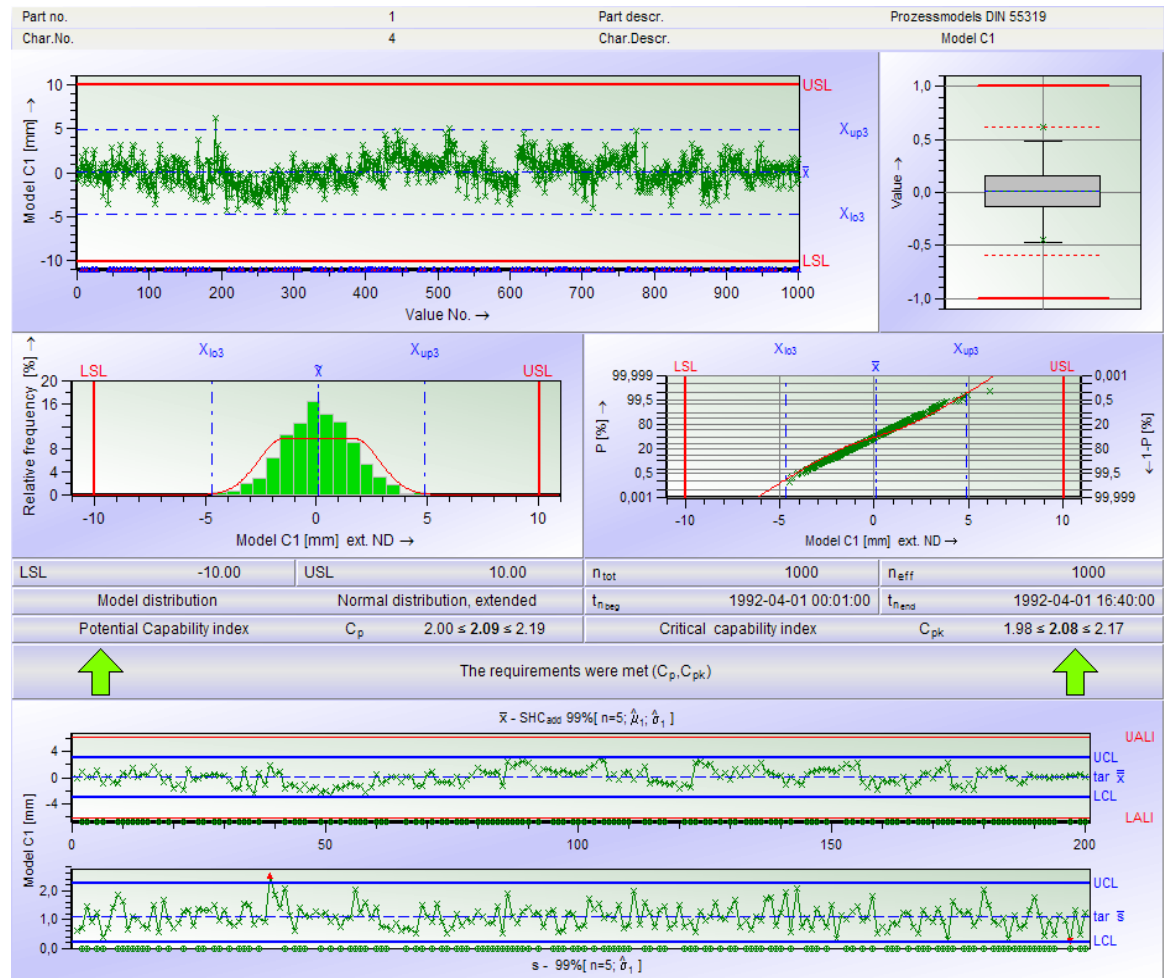 Part no. 1 Part descr. Prozessmodels DIN 55319
Char.No. 4 Char.Descr. Model C1
Model C1 [mm] →
10
5
0
-5
-10
USL
Xup3
x̿
Xlo3
LSL
0 100 200 300 400 500 600 700 800 900 1000
Value No. →
Value →
1,0
0,5
0,0
-0,5
-1,0
Relative frequency [%] →
Xlo3 Xup3
LSL x̃ USL
20
16
8
4
0
-10 -5 0 5 10
Model C1 [mm] ext. ND →
Xlo3 x̅ Xup3
LSL USL
P [%] →
99,999 0,001
99,5 0,5
80 20
20 80
0,5 99,5
0,001 99,999
←1-P [%]
-10 -5 0 5 10
Model C1 [mm] ext. ND →
LSL -10.00 USL 10.00 ntot 1000 neff 1000
Model distribution Normal distribution, extended tnbeg 1992-04-01 00:01:00 tnend 1992-04-01 16:40:00
Potential Capability index Cp 2.00 ≤ 2.09 ≤ 2.19 Critical capability index Cpk 1.98 ≤ 2.08 ≤ 2.17
The requirements were met (Cp,Cpk)
x̅ - SHCadd 99%[ n=5; μ̂1; σ̂1 ]
Model C1 [mm]
4
0
-4
UALI
UCL
tar x̿
LCL
LALI
0 50 100 150 200
2,0
1,0
0,0
UCL
tar s̅
LCL
s - 99%[ n=5; σ̂1 ]